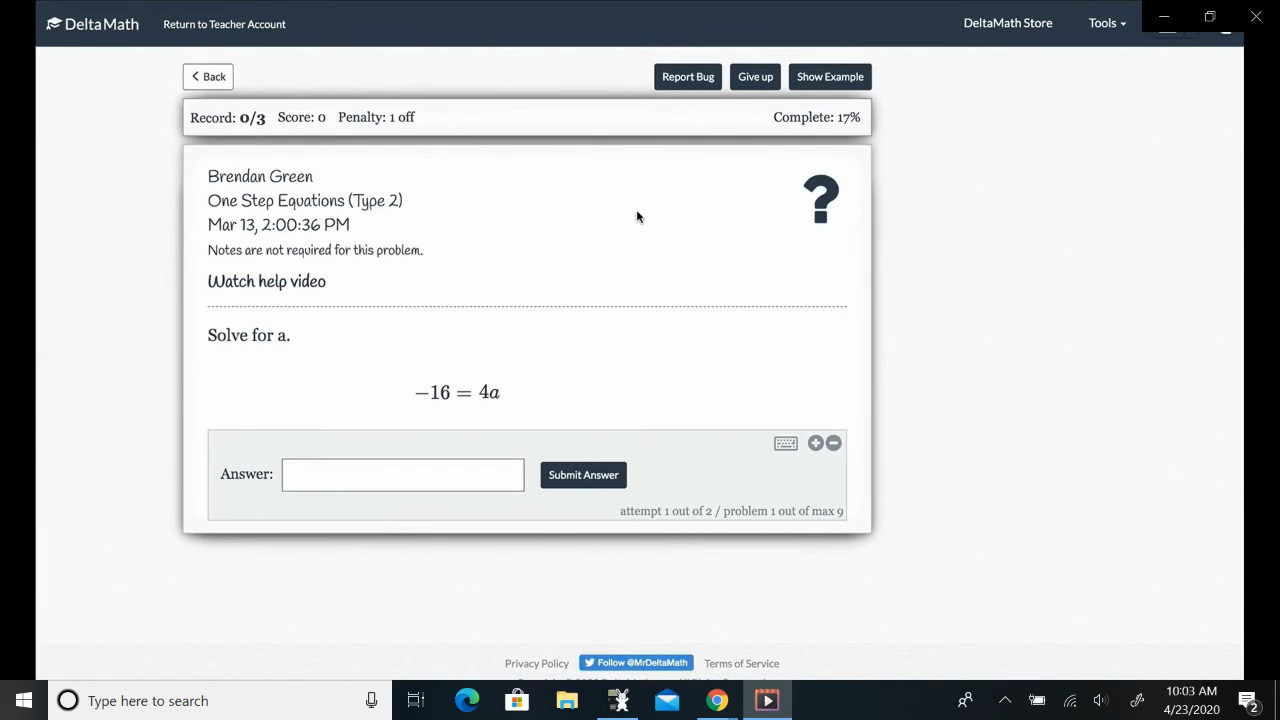 DeltaMath Return to Teacher Account DeltaMath Store Tools
Back Report Bug Give up Show Example
Record: 0/3 Score: 0 Penalty: 1 off Complete: 17%
Brendan Green
One Step Equations (Type 2)
Mar 13, 2:00:36 PM
Notes are not required for this problem.
Watch help video
?
Solve for a.
−16 = 4a
Answer: Submit Answer
attempt 1 out of 2 / problem 1 out of max 9
Privacy Policy Follow @MrDeltaMath Terms of Service
Type here to search
10:03 AM
4/23/2020
2